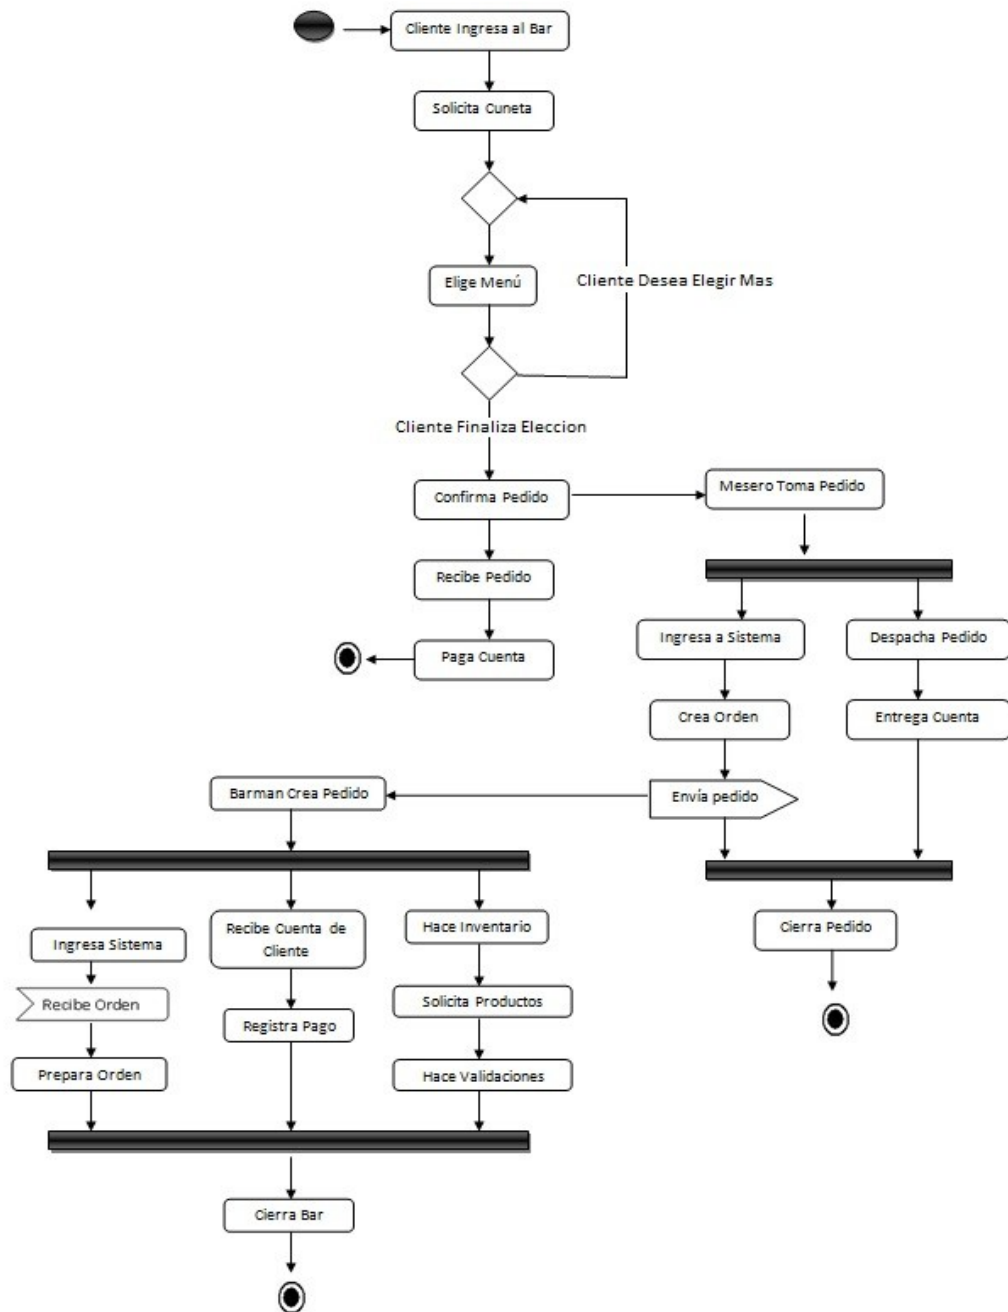 Cliente Ingresa al Bar
Solicita Cuneta
Elige Menú
Cliente Desea Elegir Mas
Cliente Finaliza Eleccion
Confirma Pedido
Mesero Toma Pedido
Recibe Pedido
Paga Cuenta
Ingresa a Sistema
Despacha Pedido
Crea Orden
Entrega Cuenta
Envía pedido
Barman Crea Pedido
Cierra Pedido
Ingresa Sistema
Recibe Cuenta de
Cliente
Hace Inventario
Recibe Orden
Registra Pago
Solicita Productos
Prepara Orden
Hace Validaciones
Cierra Bar